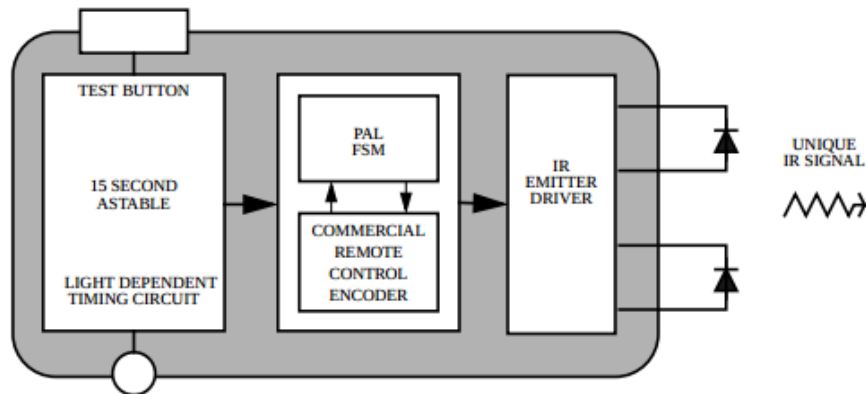 TEST BUTTON
15 SECOND
ASTABLE
LIGHT DEPENDENT
TIMING CIRCUIT
PAL
FSM
COMMERCIAL
REMOTE
CONTROL
ENCODER
IR
EMITTER
DRIVER
UNIQUE
IR SIGNAL